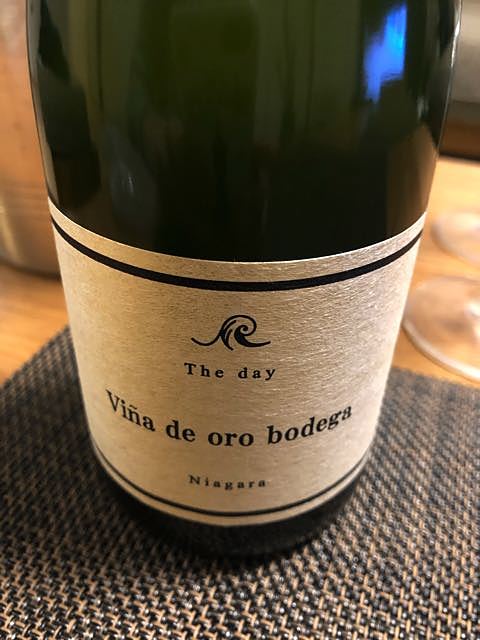 The day
Viña de oro bodega
Niagara